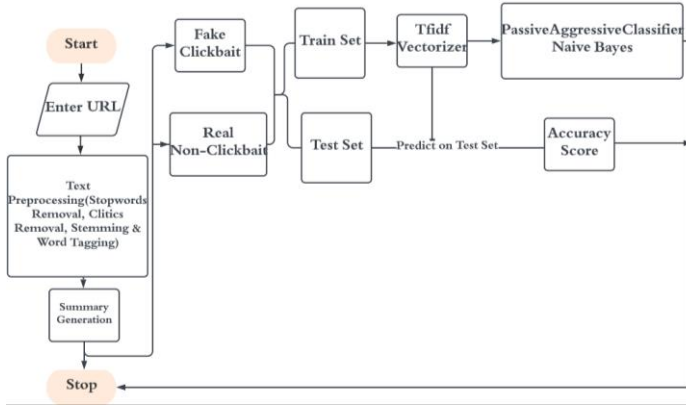 Start
Enter URL
Text
Preprocessing(Stopwords
Removal, Clitics
Removal, Stemming &
Word Tagging)
Summary
Generation
Stop
Fake
Clickbait
Real
Non-Clickbait
Train Set
Test Set
Tfidf
Vectorizer
Predict on Test Set
PassiveAggressiveClassifier
Naive Bayes
Accuracy
Score